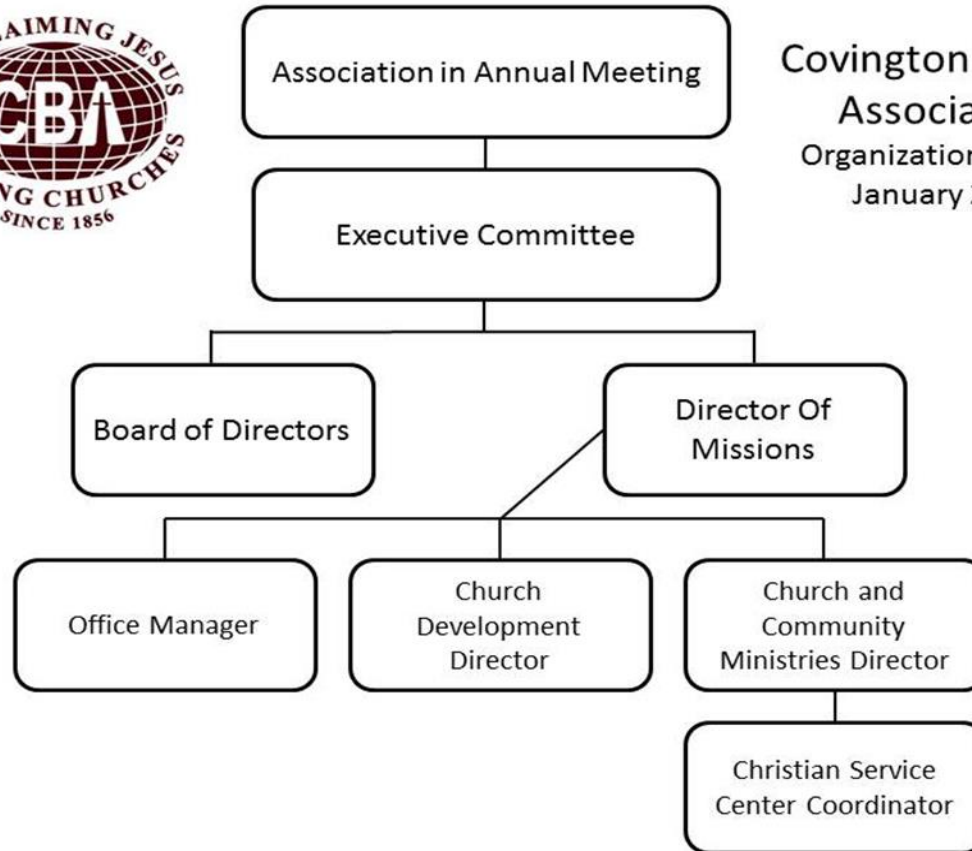 AIMING JESUS
CBA
NG CHURCHES
SINCE 1856
Covington
Associa
Organization
January
Association in Annual Meeting
Executive Committee
Board of Directors
Director Of
Missions
Office Manager
Church
Development
Director
Church and
Community
Ministries Director
Christian Service
Center Coordinator